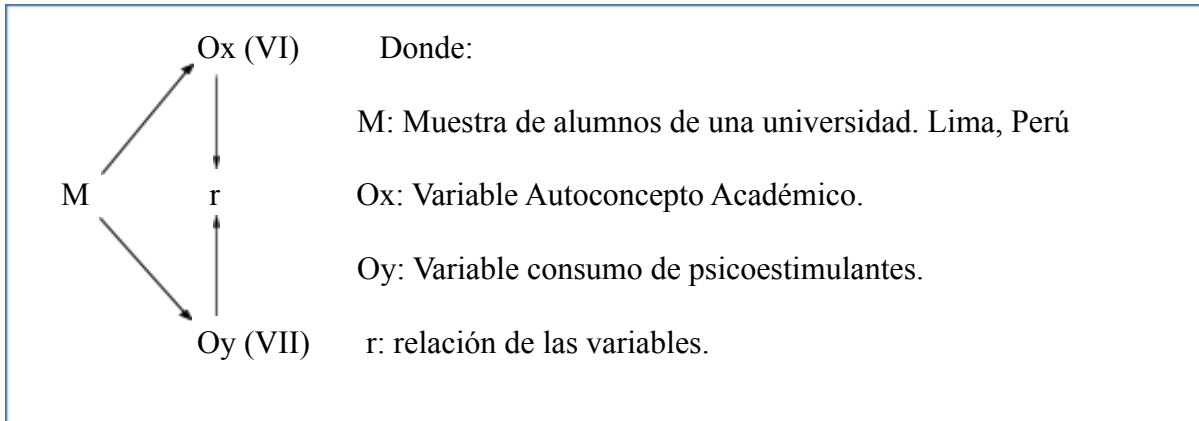 Ox (VI) Donde:
M: Muestra de alumnos de una universidad. Lima, Perú
M r Ox: Variable Autoconcepto Académico.
Oy: Variable consumo de psicoestimulantes.
Oy (VII) r: relación de las variables.